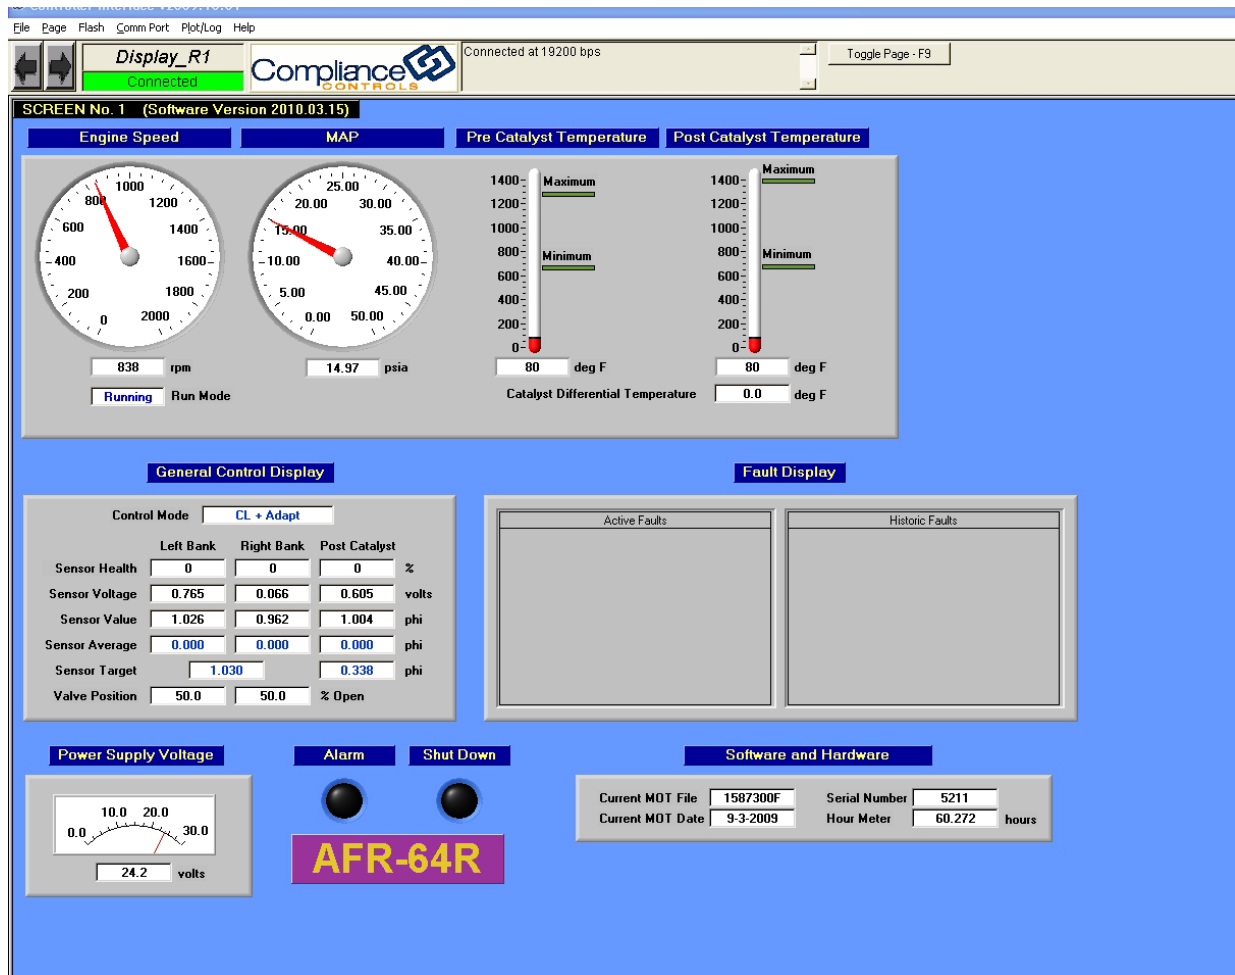 Controller Interface v2009.10.01
File Page Flash Comm Port Plot/Log Help
Display_R1
Connected
Compliance
CONTROLS
Connected at 19200 bps
Toggle Page - F9
SCREEN No. 1 (Software Version 2010.03.15)
Engine Speed MAP Pre Catalyst Temperature Post Catalyst Temperature
0 200 400 600 800 1000 1200 1400 1600 1800 2000
838 rpm
Running Run Mode
0.00 5.00 10.00 15.00 20.00 25.00 30.00 35.00 40.00 45.00 50.00
14.97 psia
1400 Maximum
1200
1000
800 Minimum
600
400
200
0
80 deg F
1400 Maximum
1200
1000
800 Minimum
600
400
200
0
80 deg F
Catalyst Differential Temperature 0.0 deg F
General Control Display
Control Mode CL + Adapt
Left Bank Right Bank Post Catalyst
Sensor Health 0 0 0 %
Sensor Voltage 0.765 0.066 0.605 volts
Sensor Value 1.026 0.962 1.004 phi
Sensor Average 0.000 0.000 0.000 phi
Sensor Target 1.030 0.338 phi
Valve Position 50.0 50.0 % Open
Fault Display
Active Faults Historic Faults
Power Supply Voltage
0.0 10.0 20.0 30.0
24.2 volts
Alarm Shut Down
AFR-64R
Software and Hardware
Current MOT File 1587300F Serial Number 5211
Current MOT Date 9-3-2009 Hour Meter 60.272 hours